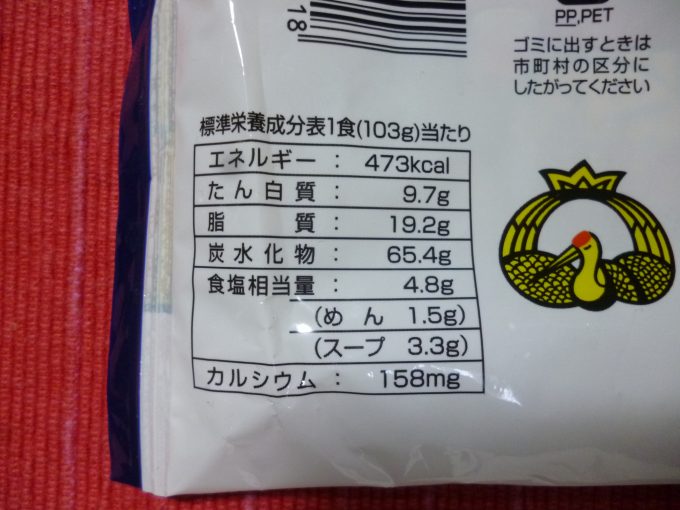 18
PP,PET
ゴミに出すときは
市町村の区分に
したがってください
標準栄養成分表1食(103g)当たり
エネルギー : 473kcal
たん白質 : 9.7g
脂質 : 19.2g
炭水化物 : 65.4g
食塩相当量 : 4.8g
(めん 1.5g)
(スープ 3.3g)
カルシウム : 158mg